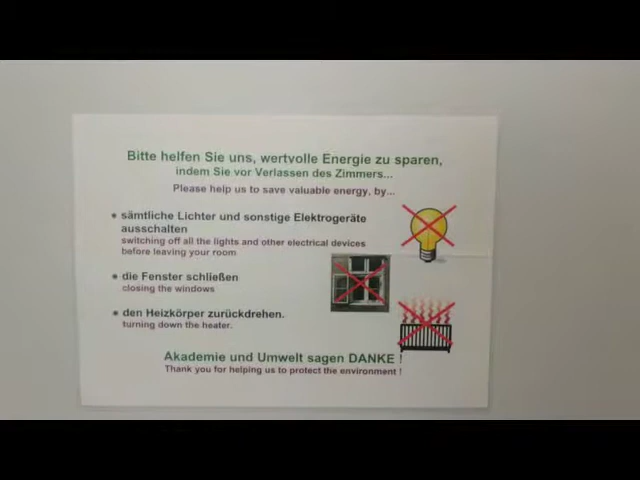 Bitte helfen Sie uns, wertvolle Energie zu sparen,
indem Sie vor Verlassen des Zimmers...
Please help us to save valuable energy, by...
• sämtliche Lichter und sonstige Elektrogeräte
ausschalten
switching off all the lights and other electrical devices
before leaving your room
• die Fenster schließen
closing the windows
• den Heizkörper zurückdrehen.
turning down the heater.
Akademie und Umwelt sagen DANKE !
Thank you for helping us to protect the environment !